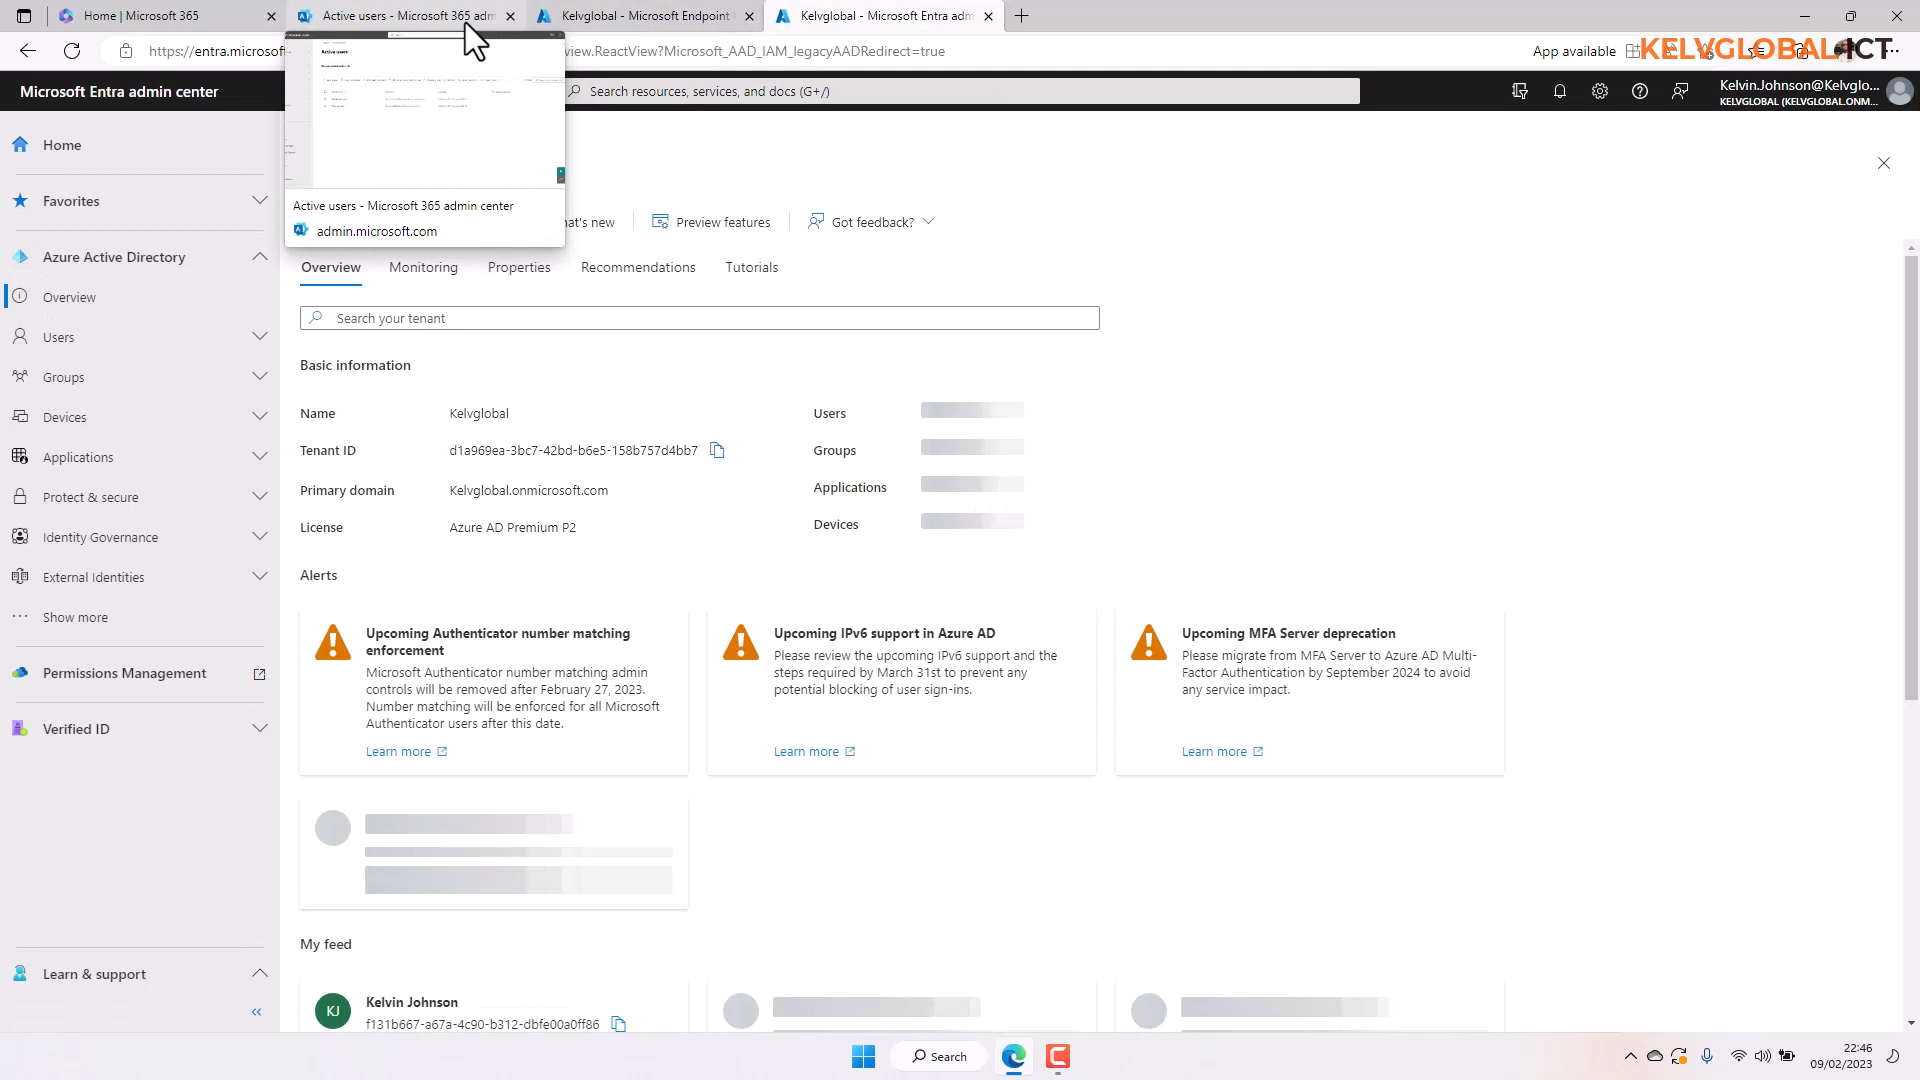 Home | Microsoft 365
Active users - Microsoft 365 adm
Kelvglobal - Microsoft Endpoint
Kelvglobal - Microsoft Entra adm
https://entra.microsoft
view.ReactView?Microsoft_AAD_IAM_legacyAADRedirect=true
App available
KELVGLOBAL ICT
Microsoft Entra admin center
Search resources, services, and docs (G+/)
Kelvin.Johnson@Kelvglo...
KELVGLOBAL (KELVGLOBAL.ONM...
Active users
Active users - Microsoft 365 admin center
admin.microsoft.com
Home
Favorites
Azure Active Directory
Overview
Users
Groups
Devices
Applications
Protect & secure
Identity Governance
External Identities
Show more
Permissions Management
Verified ID
Learn & support
hat's new
Preview features
Got feedback?
Overview
Monitoring
Properties
Recommendations
Tutorials
Search your tenant
Basic information
Name
Kelvglobal
Users
Tenant ID
d1a969ea-3bc7-42bd-b6e5-158b757d4bb7
Groups
Primary domain
Kelvglobal.onmicrosoft.com
Applications
License
Azure AD Premium P2
Devices
Alerts
Upcoming Authenticator number matching
enforcement
Microsoft Authenticator number matching admin
controls will be removed after February 27, 2023.
Number matching will be enforced for all Microsoft
Authenticator users after this date.
Learn more
Upcoming IPv6 support in Azure AD
Please review the upcoming IPv6 support and the
steps required by March 31st to prevent any
potential blocking of user sign-ins.
Learn more
Upcoming MFA Server deprecation
Please migrate from MFA Server to Azure AD Multi-
Factor Authentication by September 2024 to avoid
any service impact.
Learn more
My feed
KJ
Kelvin Johnson
f131b667-a67a-4c90-b312-dbfe00a0ff86
Search
22:46
09/02/2023